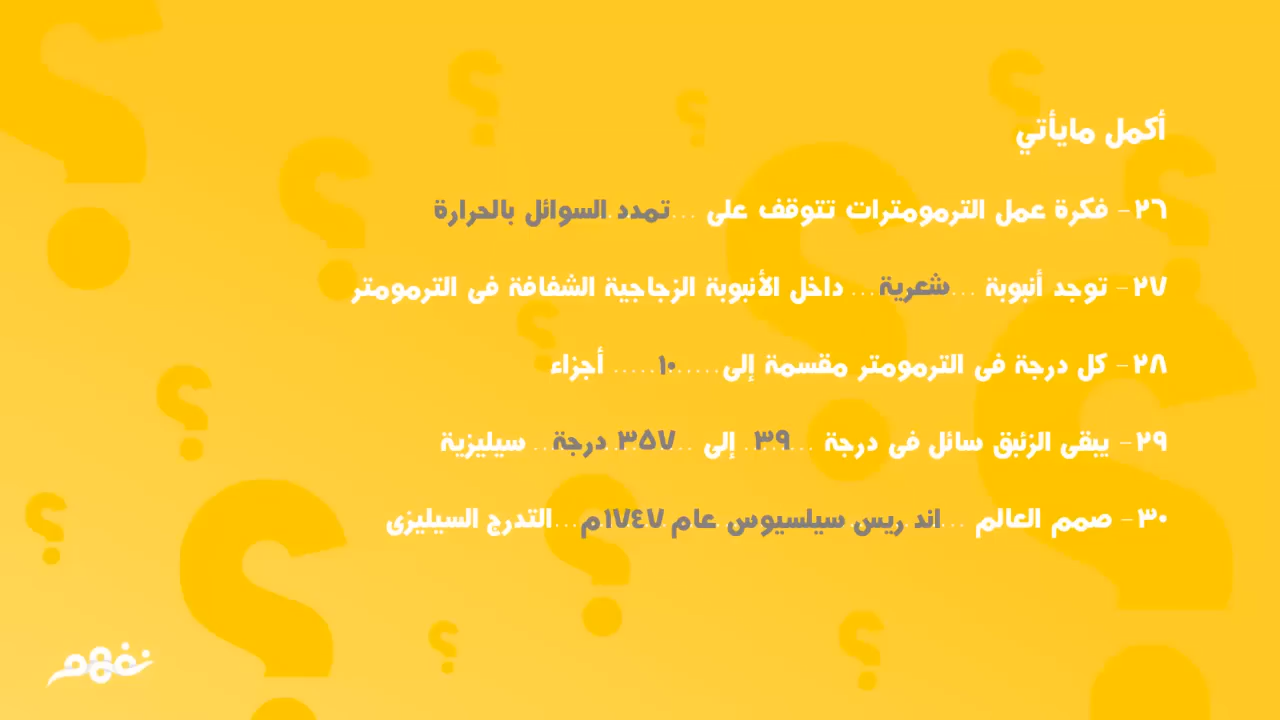 أكمل مايأتي
٢٦- فكرة عمل الترمومترات تتوقف على ...تمدد السوائل بالحرارة
٢٧- توجد أنبوبة ...شعرية... داخل الأنبوبة الزجاجية الشفافة فى الترمومتر
٢٨- كل درجة فى الترمومتر مقسمة إلى.....١٠..... أجزاء
٢٩- يبقى الزئبق سائل فى درجة ...٣٩... إلى ...٣٥٧ درجة... سيليزية
٣٠- صمم العالم ...اند ريس سيلسيوس عام ١٧٤٧م...التدرج السيليزى
نفهم